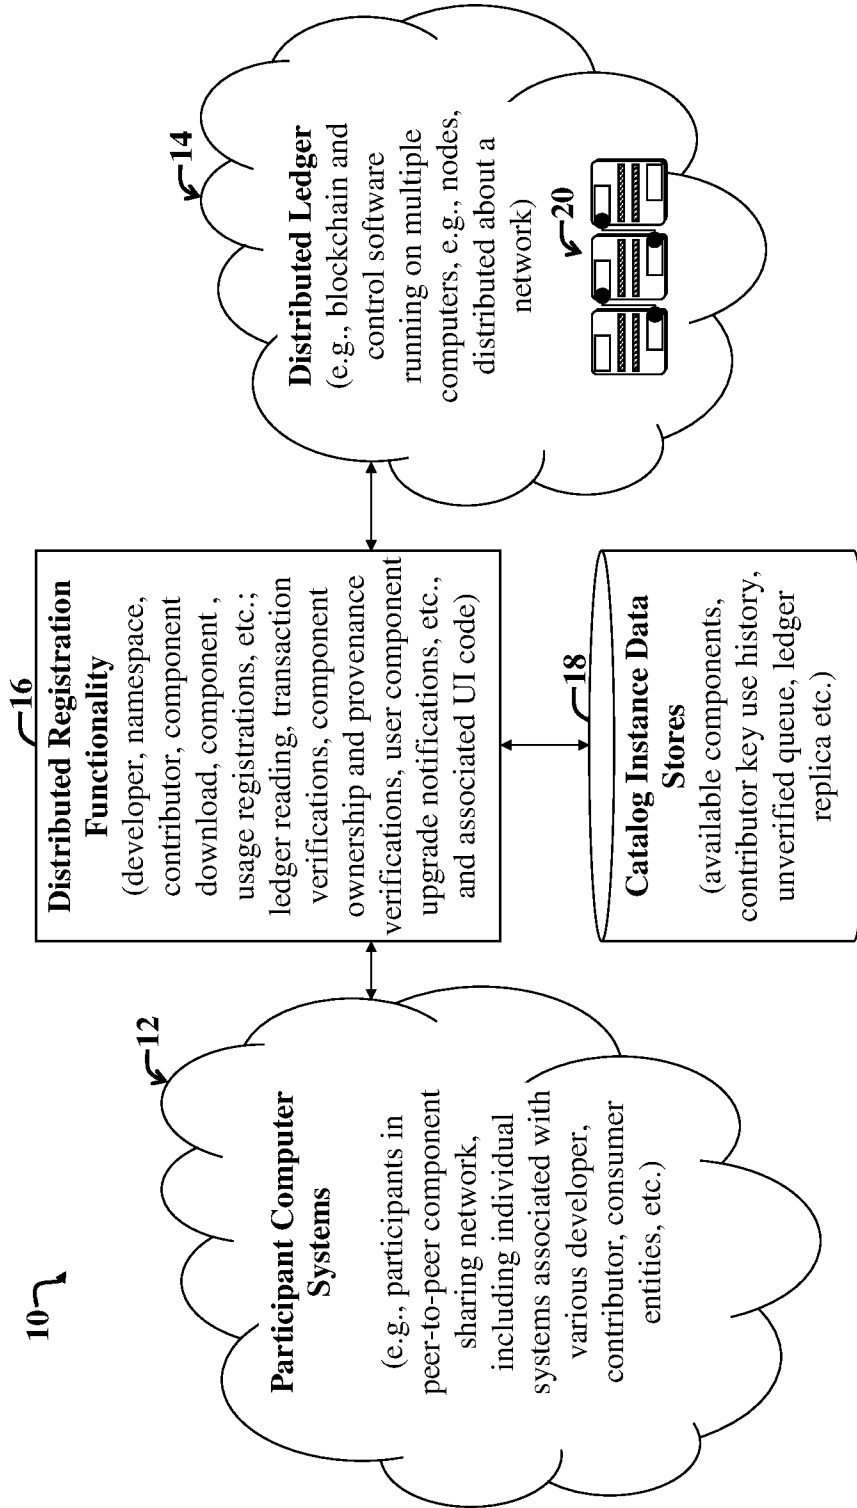 10
12
Participant Computer
Systems
(e.g., participants in
peer-to-peer component
sharing network,
including individual
systems associated with
various developer,
contributor, consumer
entities, etc.)
16
Distributed Registration
Functionality
(developer, namespace,
contributor, component
download, component ,
usage registrations, etc.;
ledger reading, transaction
verifications, component
ownership and provenance
verifications, user component
upgrade notifications, etc.,
and associated UI code)
18
Catalog Instance Data
Stores
(available components,
contributor key use history,
unverified queue, ledger
replica etc.)
14
Distributed Ledger
(e.g., blockchain and
control software
running on multiple
computers, e.g., nodes,
distributed about a
network)
20